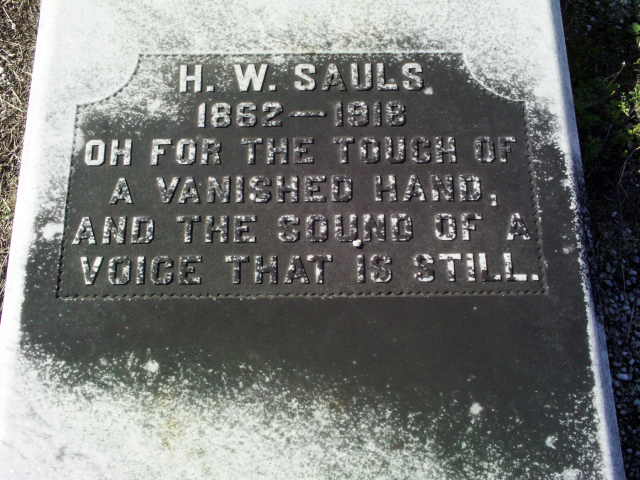 H. W. SAULS.
1862—1918
OH FOR THE TOUCH OF
A VANISHED HAND,
AND THE SOUND OF A
VOICE THAT IS STILL.